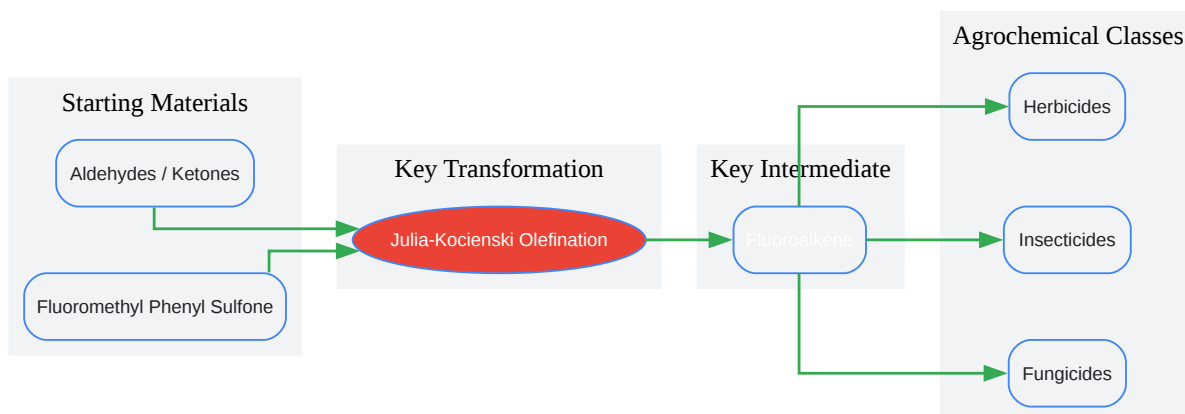 Starting Materials
Aldehydes / Ketones
Fluoromethyl Phenyl Sulfone
Key Transformation
Julia-Kocienski Olefination
Key Intermediate
Fluoroalkene
Agrochemical Classes
Herbicides
Insecticides
Fungicides